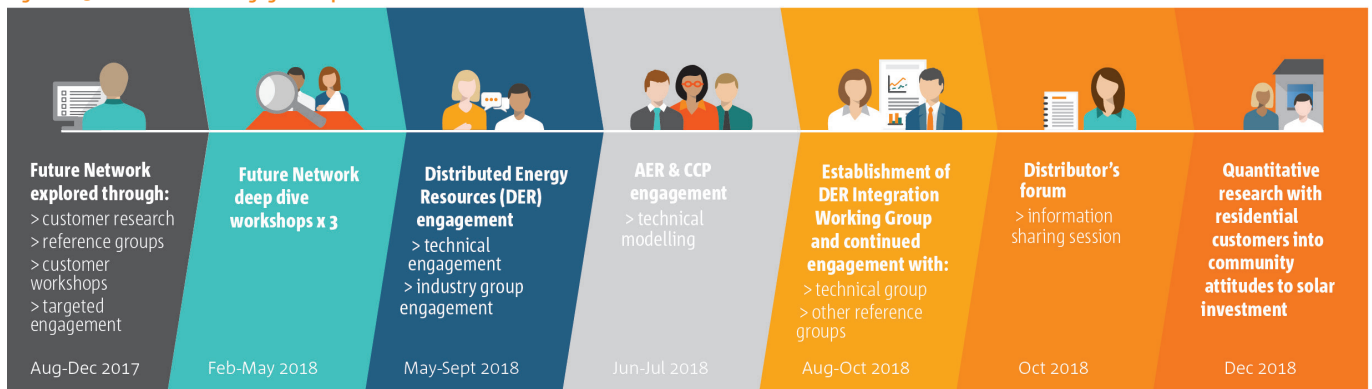 Future Network
explored through:
> customer research
> reference groups
> customer
workshops
> targeted
engagement
Aug-Dec 2017
Future Network
deep dive
workshops x 3
Feb-May 2018
Distributed Energy
Resources (DER)
engagement
> technical
engagement
> industry group
engagement
May-Sept 2018
AER & CCP
engagement
> technical
modelling
Jun-Jul 2018
Establishment of
DER Integration
Working Group
and continued
engagement with:
> technical group
> other reference
groups
Aug-Oct 2018
Distributor's
forum
> information
sharing session
Oct 2018
Quantitative
research with
residential
customers into
community
attitudes to solar
investment
Dec 2018